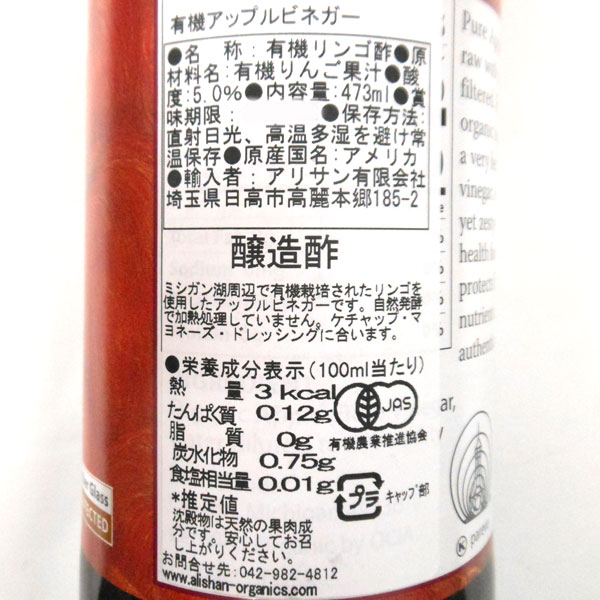 有機アップルビネガー
●名 称:有機リンゴ酢●原
材料名:有機りんご果汁●酸
度:5.0%●内容量:473ml●賞
味期限: ●保存方法:
直射日光、高温多湿を避け常
温保存●原産国名:アメリカ
●輸入者:アリサン有限会社
埼玉県日高市高麗本郷185-2
醸造酢
ミシガン湖周辺で有機栽培されたリンゴを
使用したアップルビネガーです。自然発酵
で加熱処理していません。ケチャップ・マ
ヨネーズ・ドレッシングに合います。
●栄養成分表示(100ml当たり)
熱 量 3kcal
たんぱく質 0.12g
脂 質 0g
炭水化物 0.75g
食塩相当量 0.01g
*推定値
沈殿物は天然の果肉成
分です。安心してお召
し上がりください。
お問合せ先:042-982-4812
www.alishan-organics.com/
JAS
有機農業推進協会
プラ
キャップ部
Pure
raw
filtered
organic
a very
vinegar
yet
health
nutrien
Glass
K